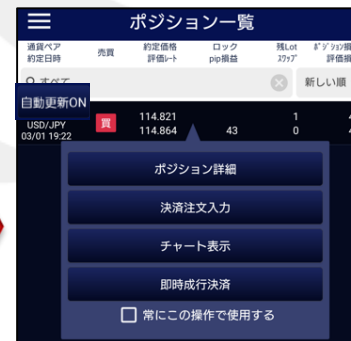 ポジション一覧
通貨ペア 売買 約定価格 ロック 残Lot ﾎﾟｼﾞｼｮﾝ損
約定日時 評価ﾚｰﾄ pip損益 ｽﾜｯﾌﾟ 評価損
すべて 新しい順
自動更新ON
USD/JPY 買 114.821 1
03/01 19:22 114.864 43 0
ポジション詳細
決済注文入力
チャート表示
即時成行決済
常にこの操作で使用する